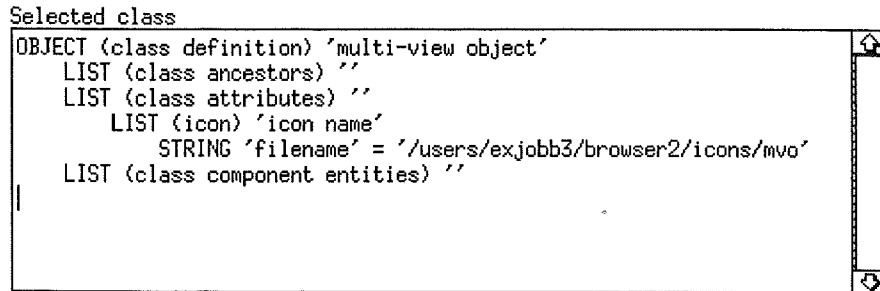 Selected class
OBJECT (class definition) ′multi-view object′
LIST (class ancestors) ′′
LIST (class attributes) ′′
LIST (icon) ′icon name′
STRING ′filename′ = ′/users/exjobb3/browser2/icons/mvo′
LIST (class component entities) ′′